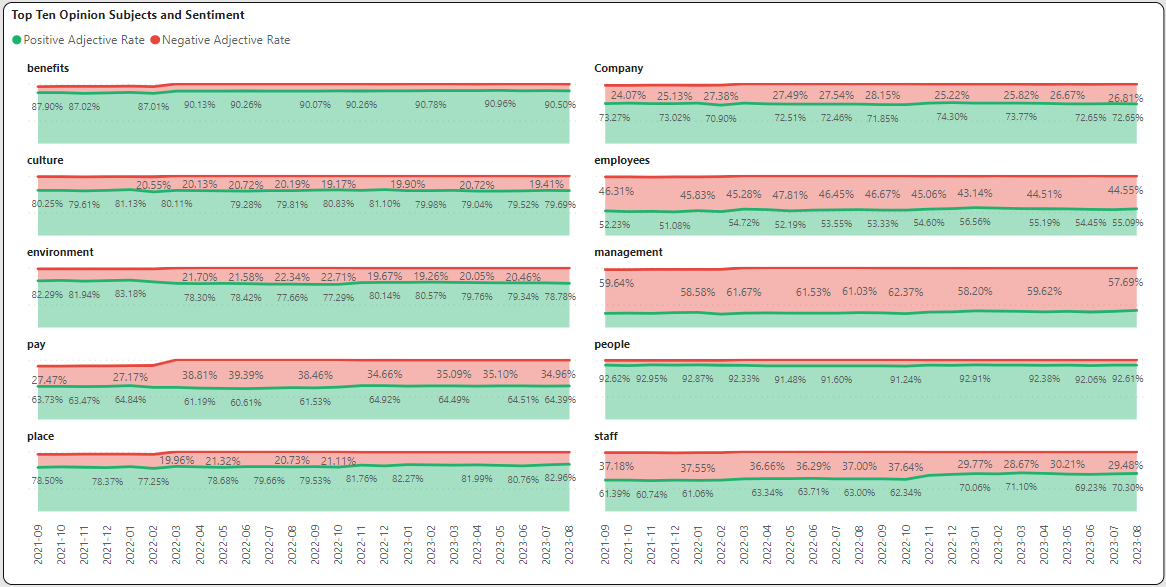 Top Ten Opinion Subjects and Sentiment
Positive Adjective Rate Negative Adjective Rate
benefits
87.90% 87.02% 87.01% 90.13% 90.26% 90.07% 90.26% 90.78% 90.96% 90.50%
culture
20.55% 20.13% 20.72% 20.19% 19.17% 19.90% 20.72% 19.41%
80.25% 79.61% 81.13% 80.11% 79.28% 79.81% 80.83% 81.10% 79.98% 79.04% 79.52% 79.69%
environment
21.70% 21.58% 22.34% 22.71% 19.67% 19.26% 20.05% 20.46%
82.29% 81.94% 83.18% 78.30% 78.42% 77.66% 77.29% 80.14% 80.57% 79.76% 79.34% 78.78%
pay
27.47% 27.17% 38.81% 39.39% 38.46% 34.66% 35.09% 35.10% 34.96%
63.73% 63.47% 64.84% 61.19% 60.61% 61.53% 64.92% 64.49% 64.51% 64.39%
place
19.96% 21.32% 20.73% 21.11%
78.50% 78.37% 77.25% 78.68% 79.66% 79.53% 81.76% 82.27% 81.99% 80.76% 82.96%
2021-09 2021-10 2021-11 2021-12 2022-01 2022-02 2022-03 2022-04 2022-05 2022-06 2022-07 2022-08 2022-09 2022-10 2022-11 2022-12 2023-01 2023-02 2023-03 2023-04 2023-05 2023-06 2023-07 2023-08
Company
24.07% 25.13% 27.38% 27.49% 27.54% 28.15% 25.22% 25.82% 26.67% 26.81%
73.27% 73.02% 70.90% 72.51% 72.46% 71.85% 74.30% 73.77% 72.65% 72.65%
employees
46.31% 45.83% 45.28% 47.81% 46.45% 46.67% 45.06% 43.14% 44.51% 44.55%
52.23% 51.08% 54.72% 52.19% 53.55% 53.33% 54.60% 56.56% 55.19% 54.45% 55.09%
management
59.64% 58.58% 61.67% 61.53% 61.03% 62.37% 58.20% 59.62% 57.69%
people
92.62% 92.95% 92.87% 92.33% 91.48% 91.60% 91.24% 92.91% 92.38% 92.06% 92.61%
staff
37.18% 37.55% 36.66% 36.29% 37.00% 37.64% 29.77% 28.67% 30.21% 29.48%
61.39% 60.74% 61.06% 63.34% 63.71% 63.00% 62.34% 70.06% 71.10% 69.23% 70.30%
2021-09 2021-10 2021-11 2021-12 2022-01 2022-02 2022-03 2022-04 2022-05 2022-06 2022-07 2022-08 2022-09 2022-10 2022-11 2022-12 2023-01 2023-02 2023-03 2023-04 2023-05 2023-06 2023-07 2023-08